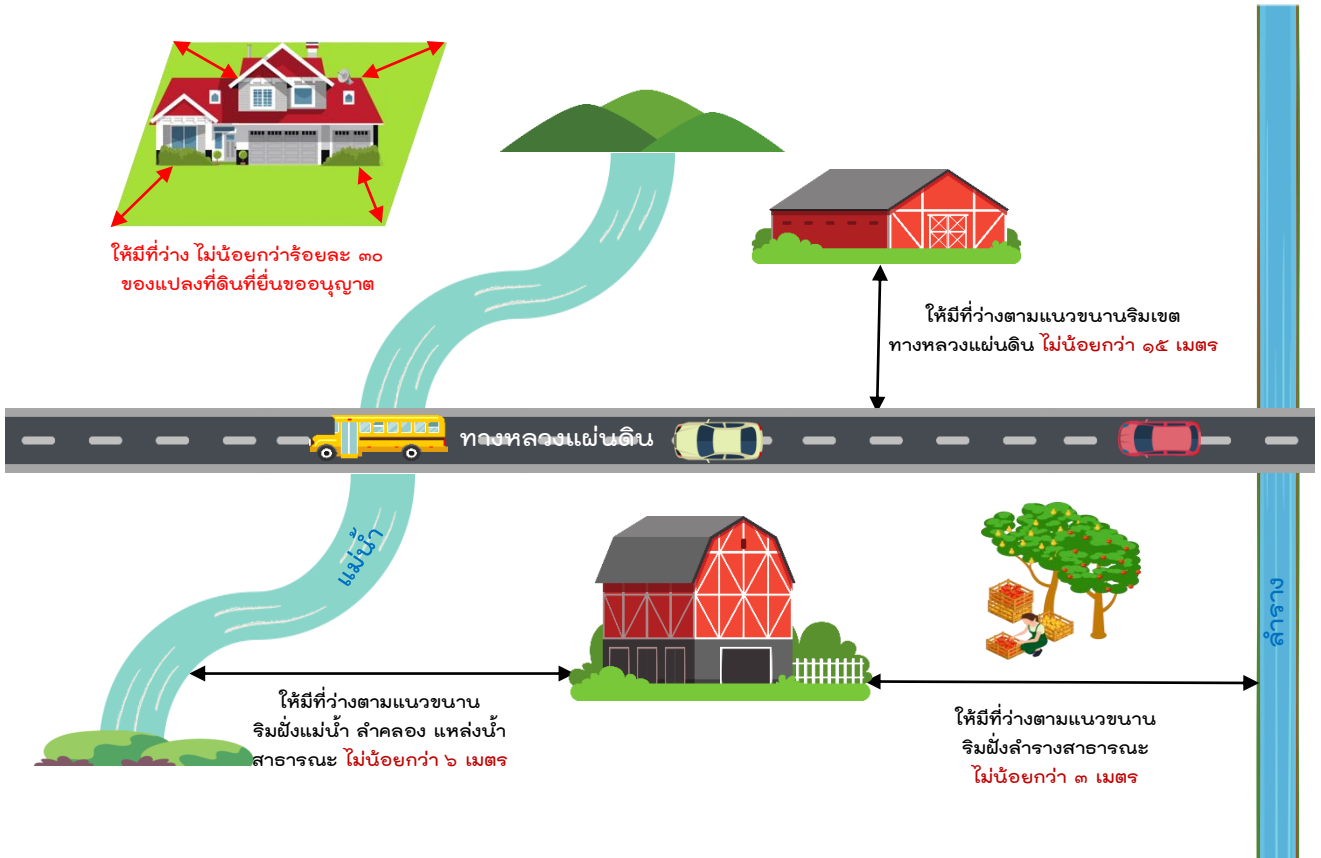 ให้มีที่ว่าง ไม่น้อยกว่าร้อยละ ๓๐
ของแปลงที่ดินที่ยื่นขออนุญาต
ให้มีที่ว่างตามแนวขนานริมเขต
ทางหลวงแผ่นดิน ไม่น้อยกว่า ๑๕ เมตร
ทางหลวงแผ่นดิน
แม่น้ำ
ลำราง
ให้มีที่ว่างตามแนวขนาน
ริมฝั่งแม่น้ำ ลำคลอง แหล่งน้ำ
สาธารณะ ไม่น้อยกว่า ๖ เมตร
ให้มีที่ว่างตามแนวขนาน
ริมฝั่งลำรางสาธารณะ
ไม่น้อยกว่า ๓ เมตร